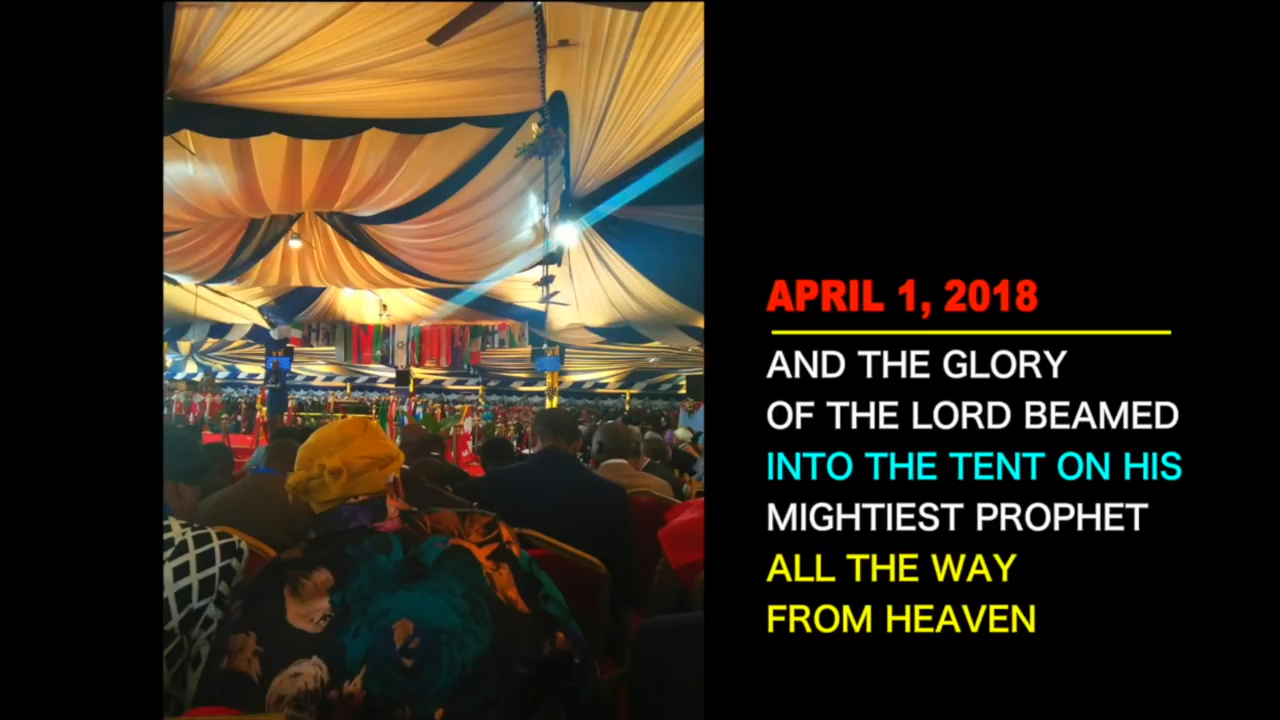 APRIL 1, 2018
AND THE GLORY
OF THE LORD BEAMED
INTO THE TENT ON HIS
MIGHTIEST PROPHET
ALL THE WAY
FROM HEAVEN